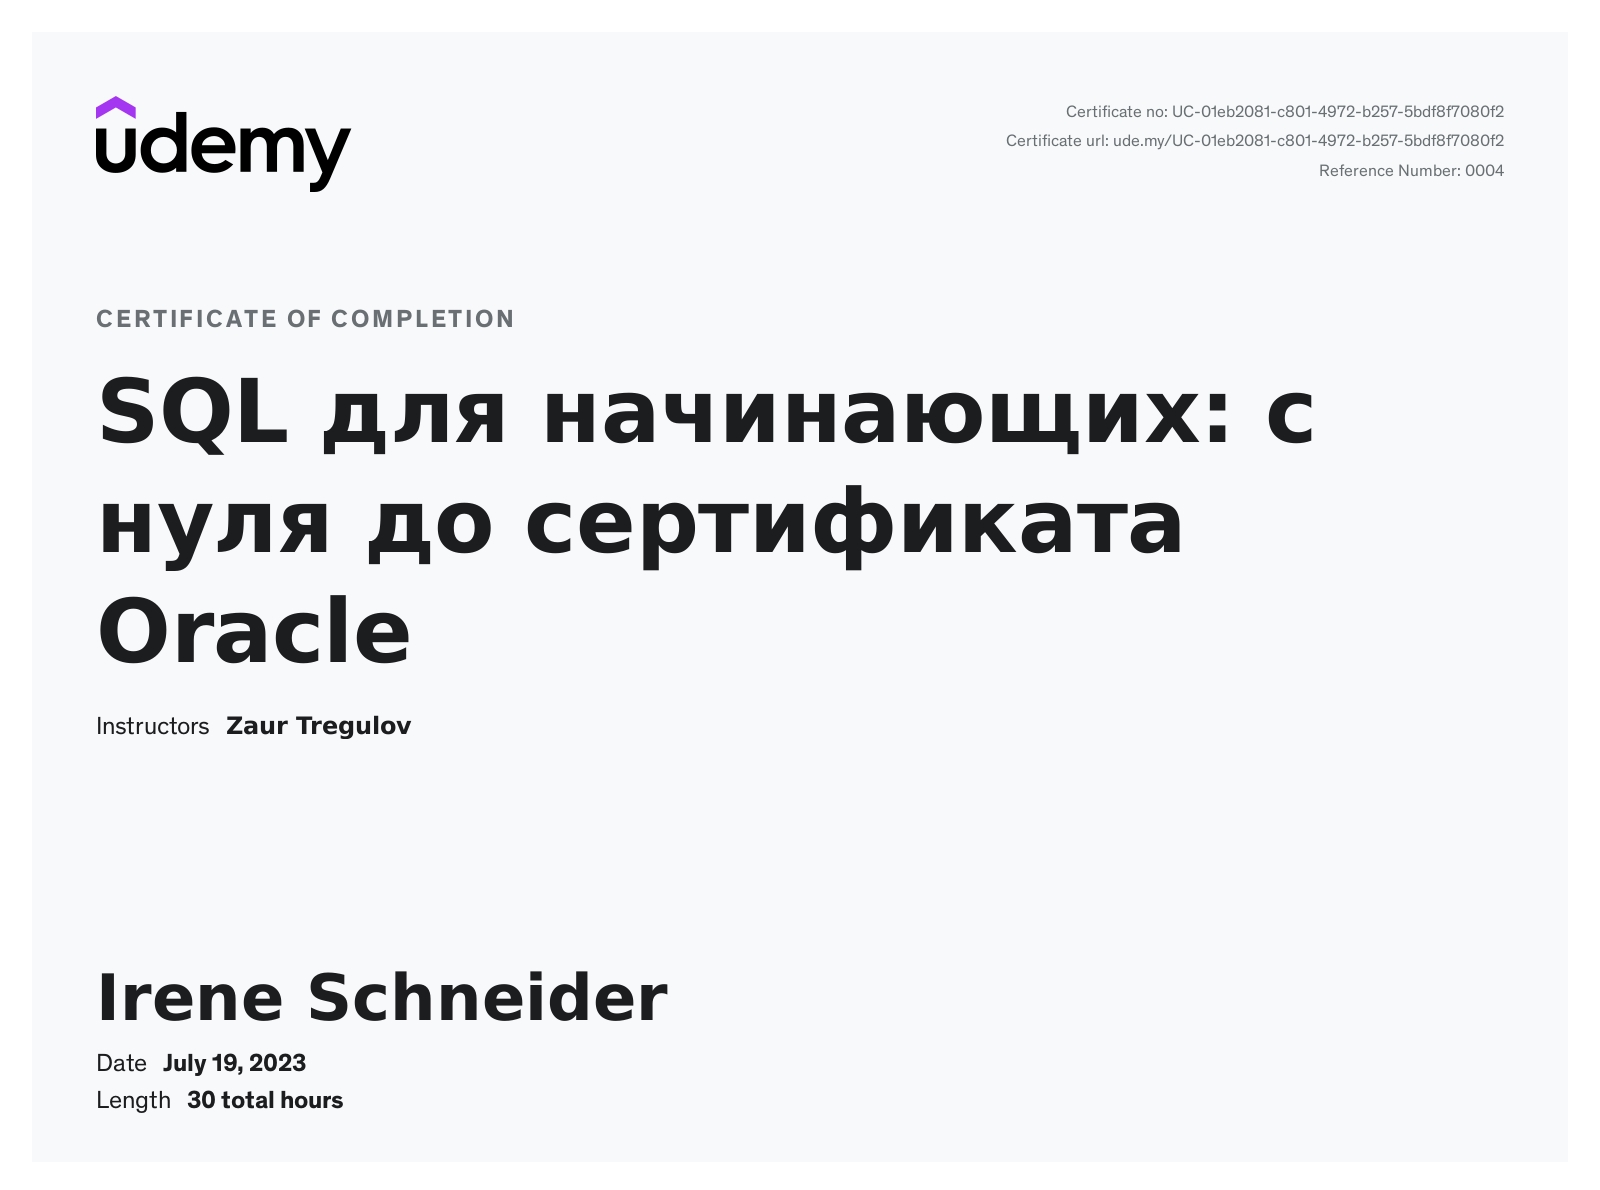 udemy
Certificate no: UC-01eb2081-c801-4972-b257-5bdf8f7080f2
Certificate url: ude.my/UC-01eb2081-c801-4972-b257-5bdf8f7080f2
Reference Number: 0004
CERTIFICATE OF COMPLETION
SQL для начинающих: с
нуля до сертификата
Oracle
Instructors Zaur Tregulov
Irene Schneider
Date July 19, 2023
Length 30 total hours